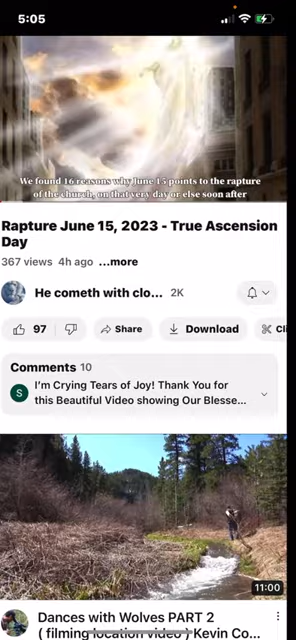 5:05
We found 16 reasons why June 15 points to the rapture
of the church, on that very day or else soon after
Rapture June 15, 2023 - True Ascension
Day
367 views 4h ago ...more
He cometh with clo... 2K
97
Share
Download
Cli
Comments 10
S
I'm Crying Tears of Joy! Thank You for
this Beautiful Video showing Our Blesse...
11:00
Dances with Wolves PART 2
( filming location video ) Kevin Co...